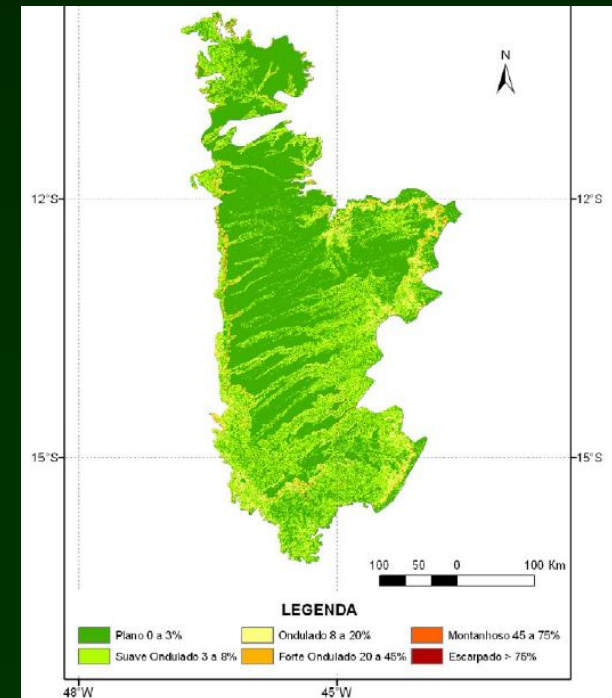 N
12°S
12°S
15°S
15°S
100 50 0 100 Km
LEGENDA
Plano 0 a 3% Ondulado 8 a 20% Montanhoso 45 a 75%
Suave Ondulado 3 a 8% Forte Ondulado 20 a 45% Escarpado > 75%
48°W 45°W